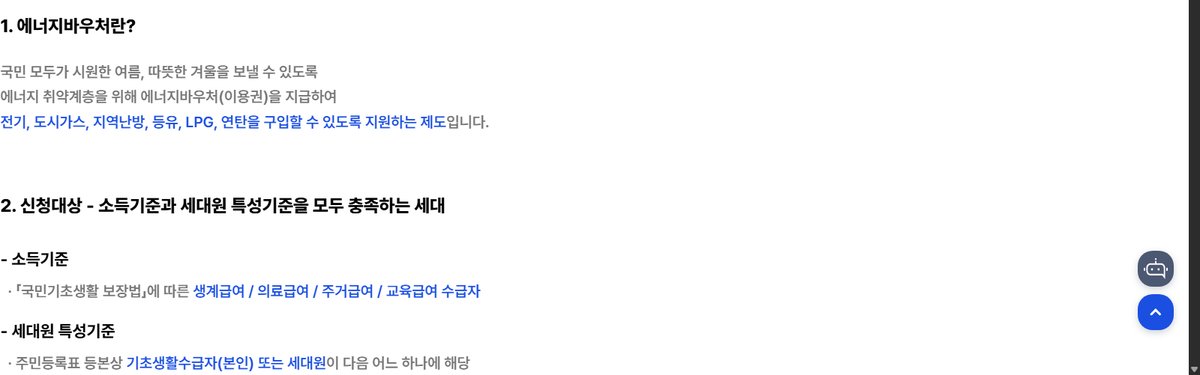 1. 에너지바우처란?
국민 모두가 시원한 여름, 따뜻한 겨울을 보낼 수 있도록
에너지 취약계층을 위해 에너지바우처(이용권)을 지급하여
전기, 도시가스, 지역난방, 등유, LPG, 연탄을 구입할 수 있도록 지원하는 제도입니다.
2. 신청대상 - 소득기준과 세대원 특성기준을 모두 충족하는 세대
- 소득기준
· 「국민기초생활 보장법」에 따른 생계급여 / 의료급여 / 주거급여 / 교육급여 수급자
- 세대원 특성기준
· 주민등록표 등본상 기초생활수급자(본인) 또는 세대원이 다음 어느 하나에 해당